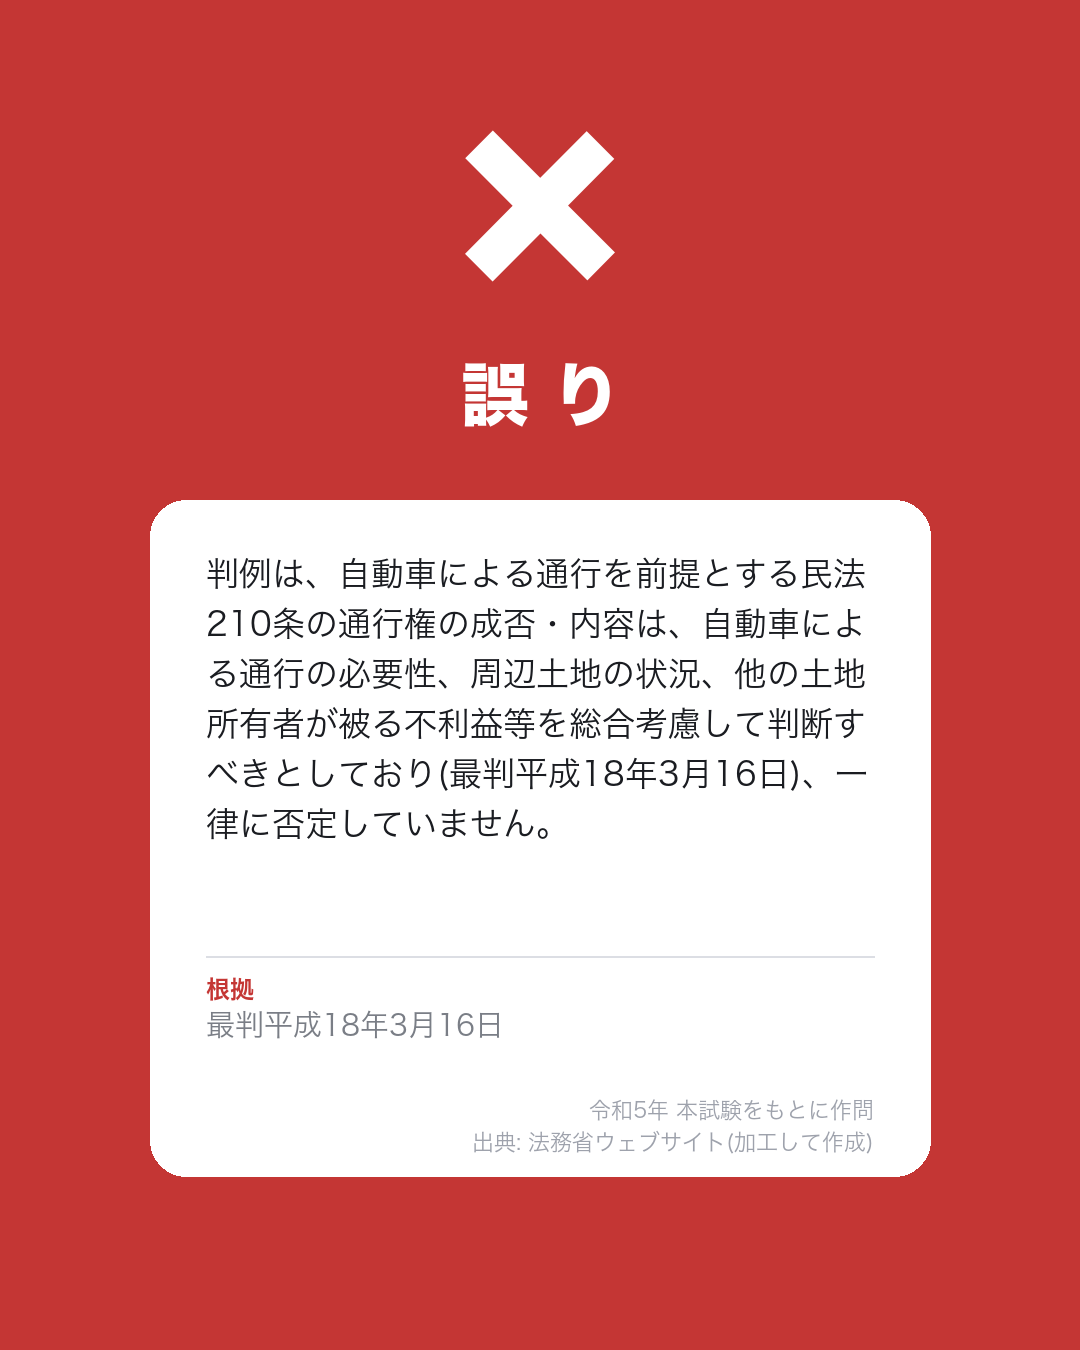 誤り
判例は、自動車による通行を前提とする民法
210条の通行権の成否・内容は、自動車によ
る通行の必要性、周辺土地の状況、他の土地
所有者が被る不利益等を総合考慮して判断す
べきとしており(最判平成18年3月16日)、一
律に否定していません。
根拠
最判平成18年3月16日
令和5年 本試験をもとに作問
出典: 法務省ウェブサイト(加工して作成)